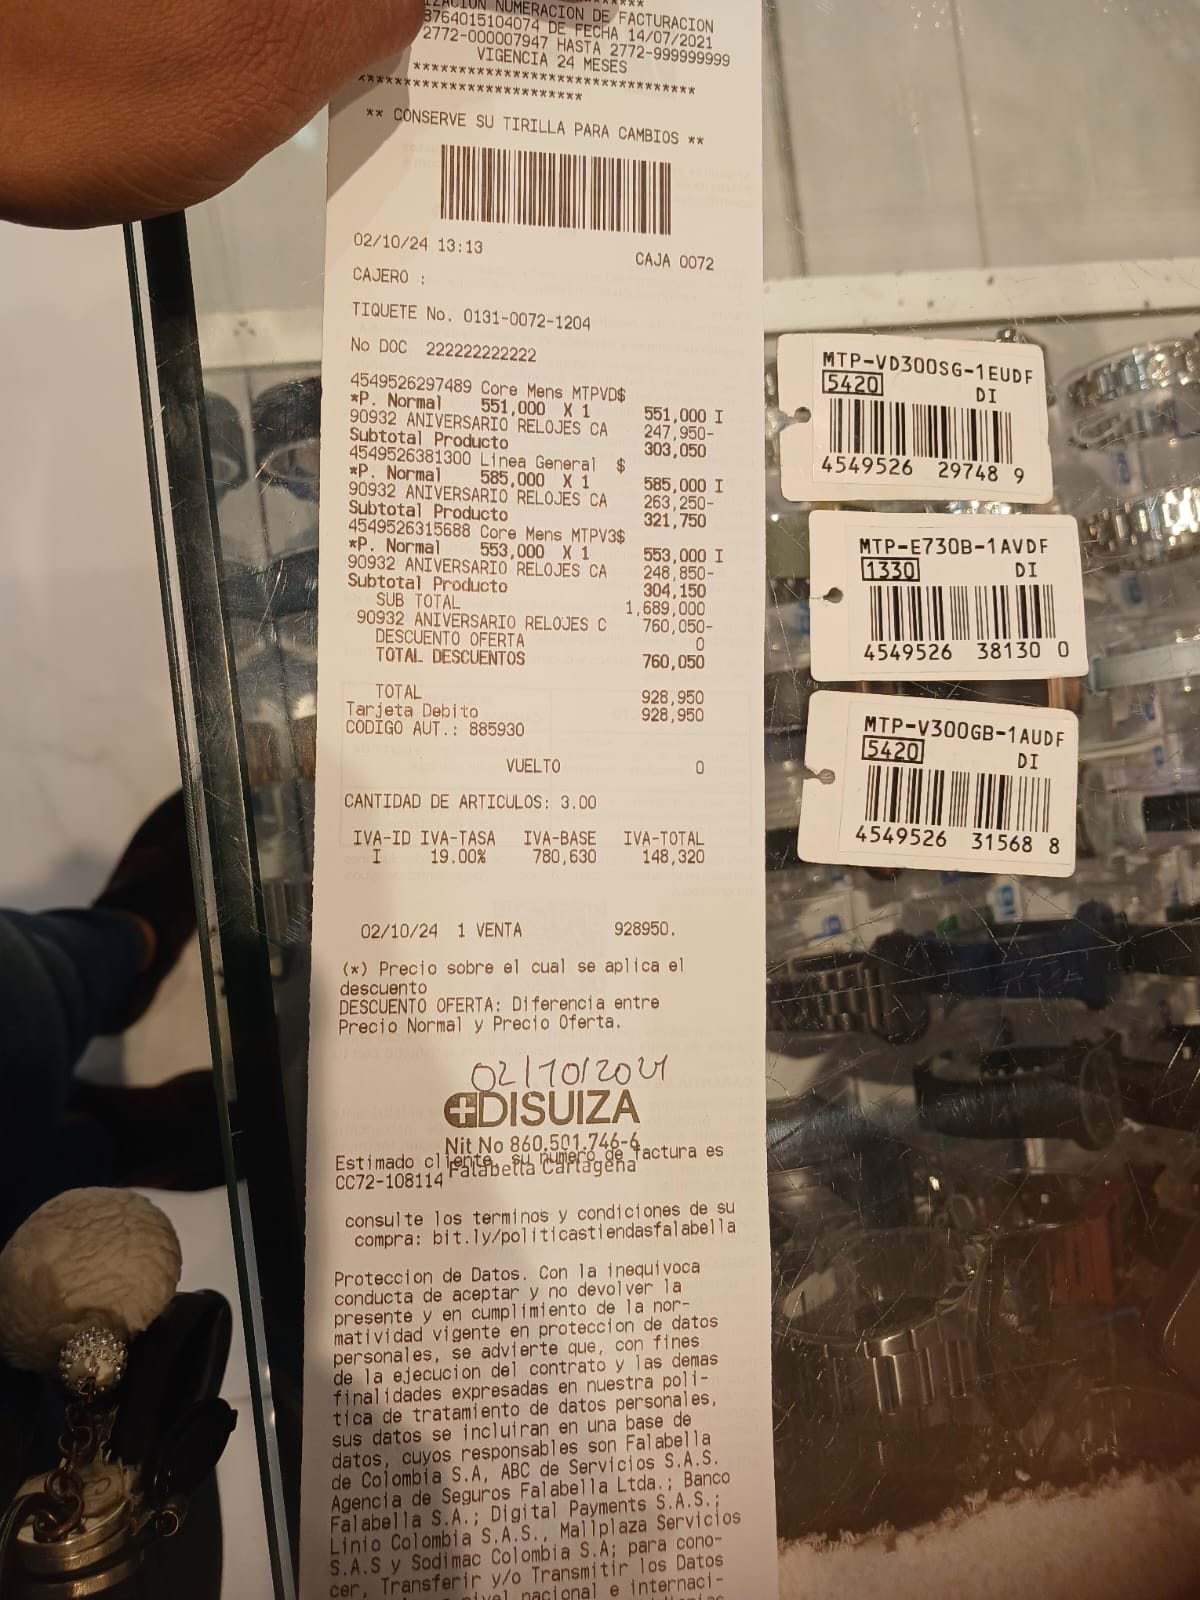 IZACION NUMERACION DE FACTURACION
8764015104074 DE FECHA 14/07/2021
2772-000007947 HASTA 2772-999999999
VIGENCIA 24 MESES
*******************************
************************
** CONSERVE SU TIRILLA PARA CAMBIOS **
02/10/24 13:13
CAJA 0072
CAJERO :
TIQUETE No. 0131-0072-1204
No DOC 222222222222
4549526297489 Core Mens MTPVD$
*P. Normal 551,000 X 1 551,000 I
90932 ANIVERSARIO RELOJES CA 247,950-
Subtotal Producto 303,050
4549526381300 Linea General $
*P. Normal 585,000 X 1 585,000 I
90932 ANIVERSARIO RELOJES CA 263,250-
Subtotal Producto 321,750
4549526315688 Core Mens MTPV3$
*P. Normal 553,000 X 1 553,000 I
90932 ANIVERSARIO RELOJES CA 248,850-
Subtotal Producto 304,150
SUB TOTAL 1,689,000
90932 ANIVERSARIO RELOJES C 760,050-
DESCUENTO OFERTA 0
TOTAL DESCUENTOS 760,050
TOTAL 928,950
Tarjeta Debito 928,950
CODIGO AUT.: 885930
VUELTO 0
CANTIDAD DE ARTICULOS: 3.00
IVA-ID IVA-TASA IVA-BASE IVA-TOTAL
I 19.00% 780,630 148,320
02/10/24 1 VENTA 928950.
(*) Precio sobre el cual se aplica el
descuento
DESCUENTO OFERTA: Diferencia entre
Precio Normal y Precio Oferta.
02/10/2024
DISUIZA
Nit No 860.501.746-6
Falabella Cartagena
Estimado cliente, su numero de factura es
CC72-108114
consulte los terminos y condiciones de su
compra: bit.ly/politicastiendasfalabella
Proteccion de Datos. Con la inequivoca
conducta de aceptar y no devolver la
presente y en cumplimiento de la nor-
matividad vigente en proteccion de datos
personales, se advierte que, con fines
de la ejecucion del contrato y las demas
finalidades expresadas en nuestra poli-
tica de tratamiento de datos personales,
sus datos se incluiran en una base de
datos, cuyos responsables son Falabella
de Colombia S.A, ABC de Servicios S.A.S.
Agencia de Seguros Falabella Ltda.; Banco
Falabella S.A.; Digital Payments S.A.S.;
Linio Colombia S.A.S., Mallplaza Servicios
S.A.S y Sodimac Colombia S.A; para cono-
cer, Transferir y/o Transmitir los Datos
nivel nacional e internaci-
MTP-VD300SG-1EUDF
5420 DI
4549526 29748 9
MTP-E730B-1AVDF
1330 DI
4549526 38130 0
MTP-V300GB-1AUDF
5420 DI
4549526 31568 8